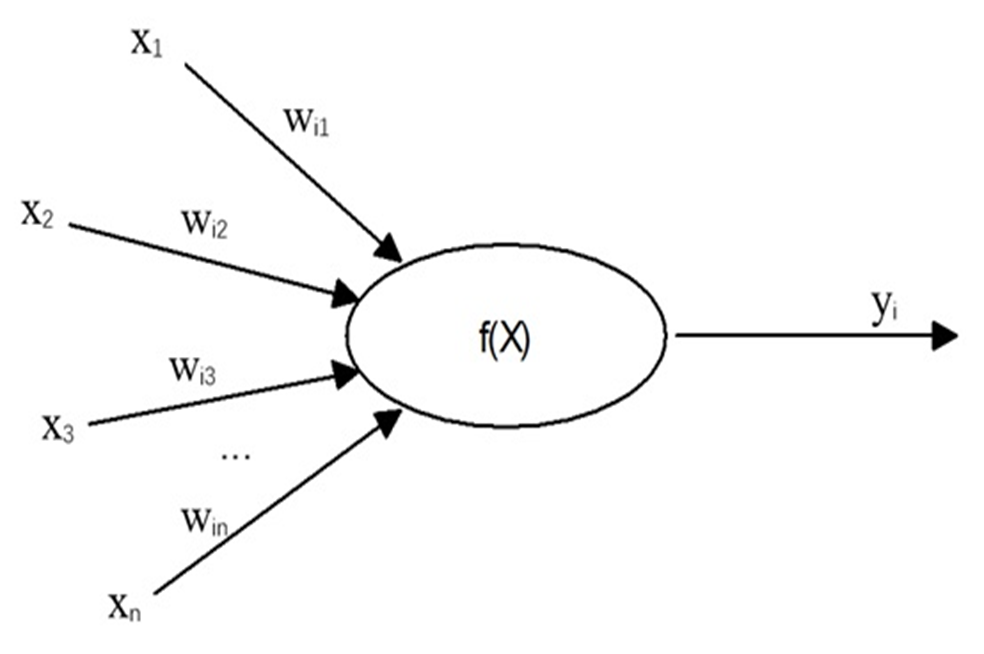 x₁
wᵢ₁
x₂
wᵢ₂
f(X)
yᵢ
wᵢ₃
x₃
...
wᵢₙ
xₙ